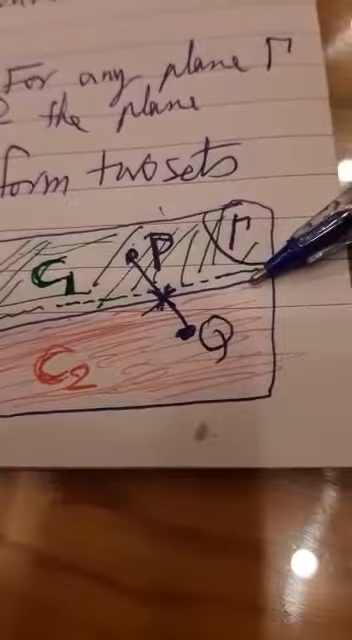 For any plane Γ
the plane
form two sets
P Γ
C1
Q
C2